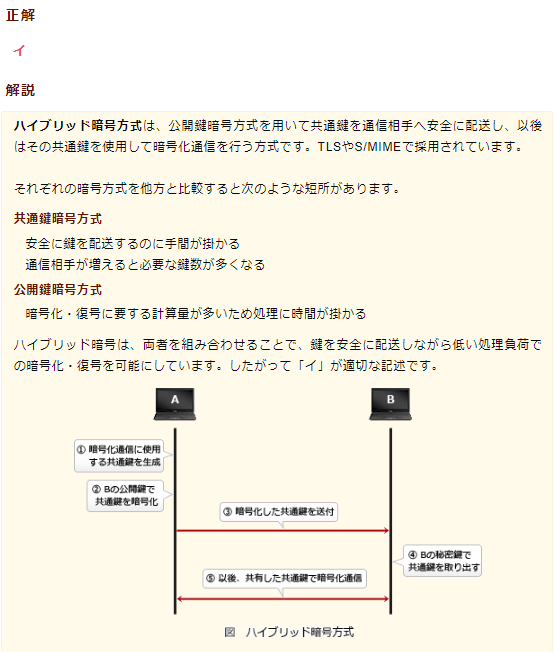 正解
イ
解説
ハイブリッド暗号方式は、公開鍵暗号方式を用いて共通鍵を通信相手へ安全に配送し、以後
はその共通鍵を使用して暗号化通信を行う方式です。TLSやS/MIMEで採用されています。
それぞれの暗号方式を他方と比較すると次のような短所があります。
共通鍵暗号方式
安全に鍵を配送するのに手間が掛かる
通信相手が増えると必要な鍵数が多くなる
公開鍵暗号方式
暗号化・復号に要する計算量が多いため処理に時間が掛かる
ハイブリッド暗号は、両者を組み合わせることで、鍵を安全に配送しながら低い処理負荷で
の暗号化・復号を可能にしています。したがって「イ」が適切な記述です。
A
B
① 暗号化通信に使用
する共通鍵を生成
② Bの公開鍵で
共通鍵を暗号化
③ 暗号化した共通鍵を送付
④ Bの秘密鍵で
共通鍵を取り出す
⑤ 以後，共有した共通鍵で暗号化通信
図 ハイブリッド暗号方式